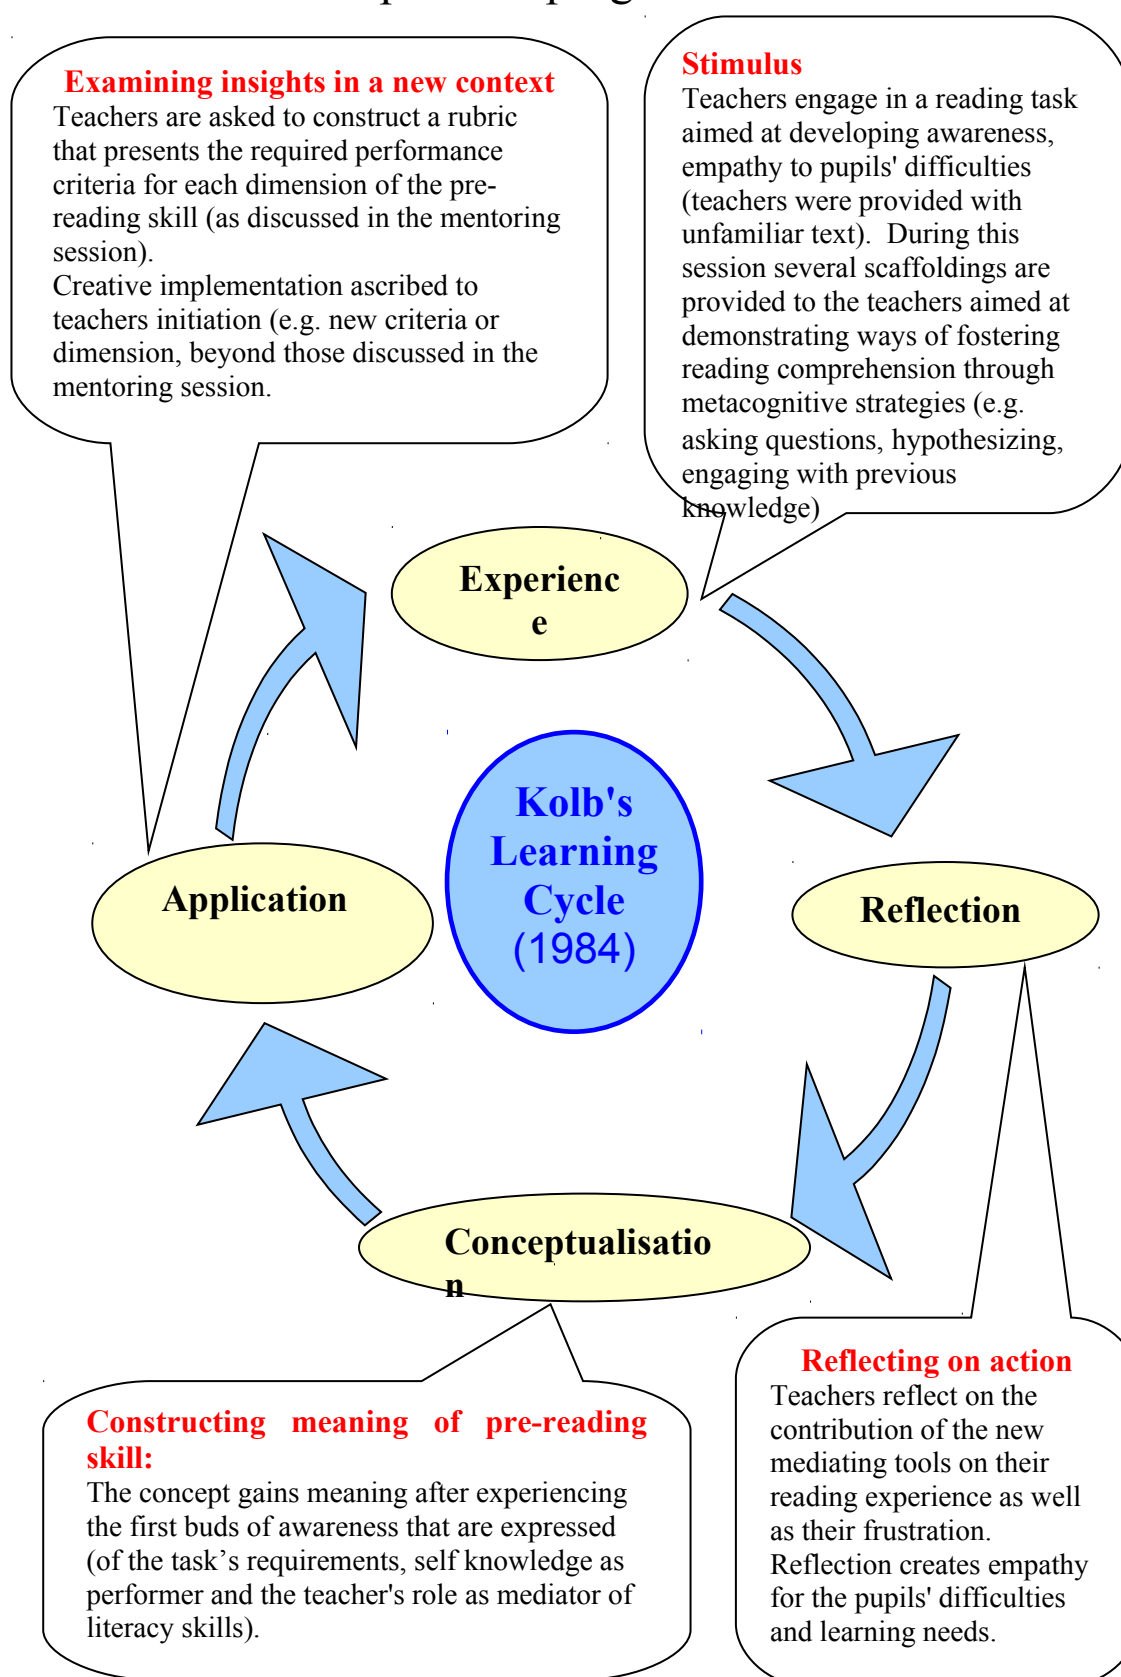 Examining insights in a new context
Teachers are asked to construct a rubric
that presents the required performance
criteria for each dimension of the pre-
reading skill (as discussed in the mentoring
session).
Creative implementation ascribed to
teachers initiation (e.g. new criteria or
dimension, beyond those discussed in the
mentoring session.
Stimulus
Teachers engage in a reading task
aimed at developing awareness,
empathy to pupils' difficulties
(teachers were provided with
unfamiliar text).  During this
session several scaffoldings are
provided to the teachers aimed at
demonstrating ways of fostering
reading comprehension through
metacognitive strategies (e.g.
asking questions, hypothesizing,
engaging with previous
knowledge)
Experienc
e
Kolb's
Learning
Cycle
(1984)
Application
Reflection
Conceptualisatio
n
Constructing meaning of pre-reading
skill:
The concept gains meaning after experiencing
the first buds of awareness that are expressed
(of the task’s requirements, self knowledge as
performer and the teacher's role as mediator of
literacy skills).
Reflecting on action
Teachers reflect on the
contribution of the new
mediating tools on their
reading experience as well
as their frustration.
Reflection creates empathy
for the pupils' difficulties
and learning needs.